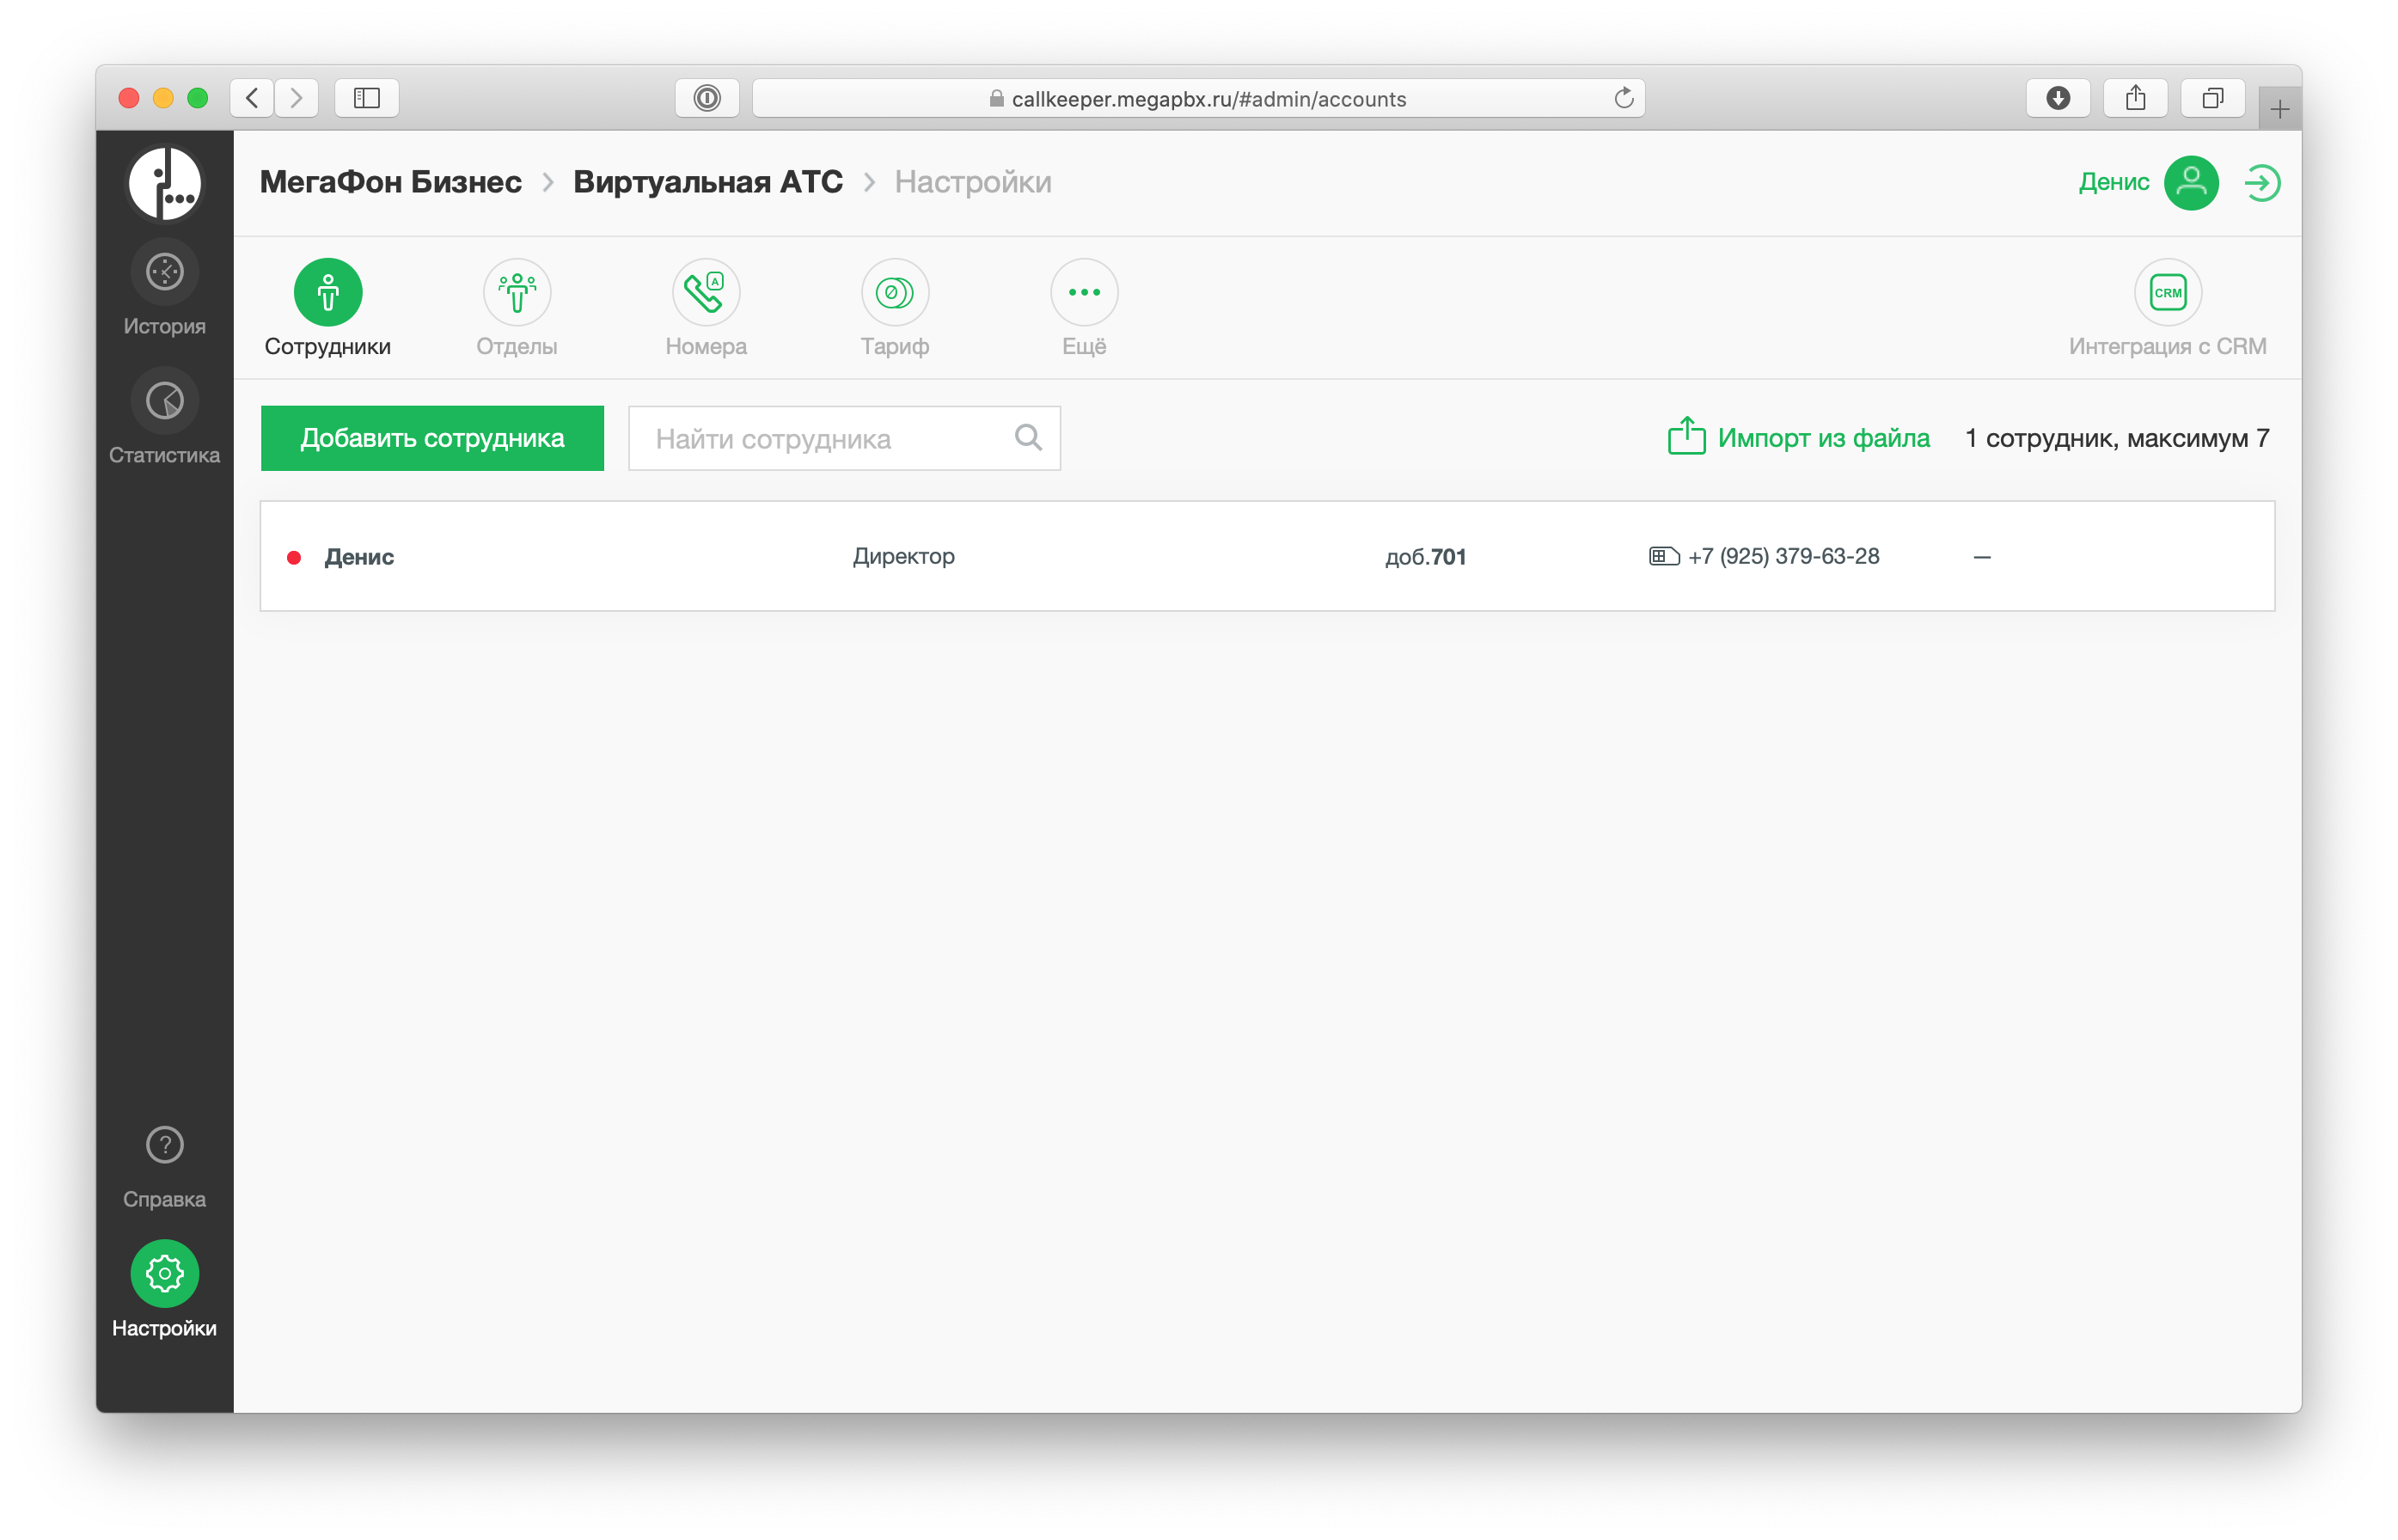 callkeeper.megapbx.ru/#admin/accounts
МегаФон Бизнес > Виртуальная АТС > Настройки
Денис
История
Статистика
Справка
Настройки
Сотрудники
Отделы
A
Номера
Тариф
Ещё
CRM
Интеграция с CRM
Добавить сотрудника
Найти сотрудника
Импорт из файла
1 сотрудник, максимум 7
Денис Директор доб.701 +7 (925) 379-63-28 —